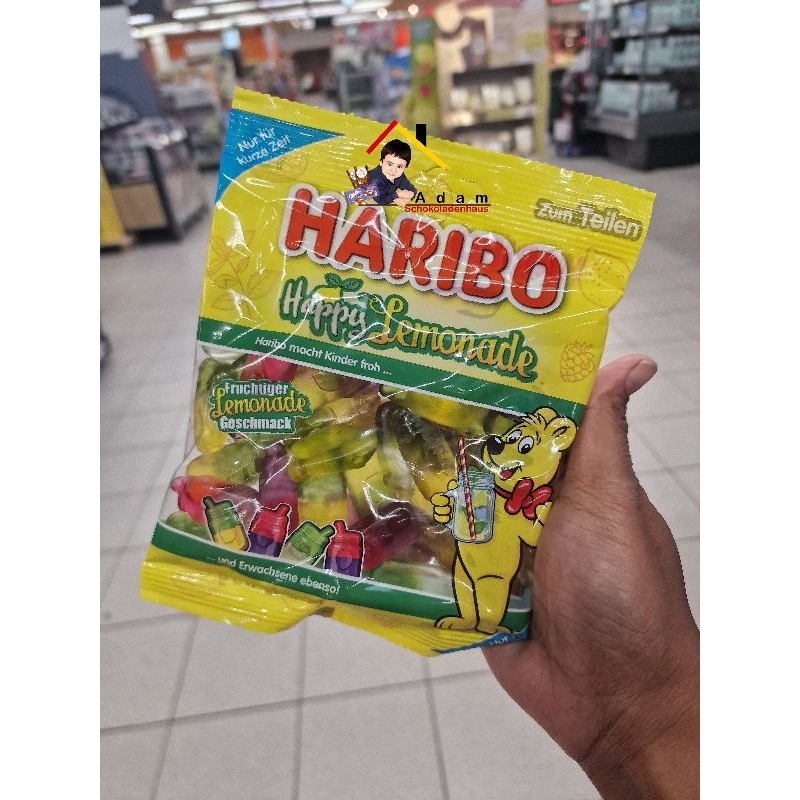 Nur für
kurze Zeit
Adam
Schokoladenhaus
Zum Teilen
HARIBO
Happy Lemonade
Haribo macht Kinder froh ...
Fruchtiger
Lemonade
Geschmack
... und Erwachsene ebenso!